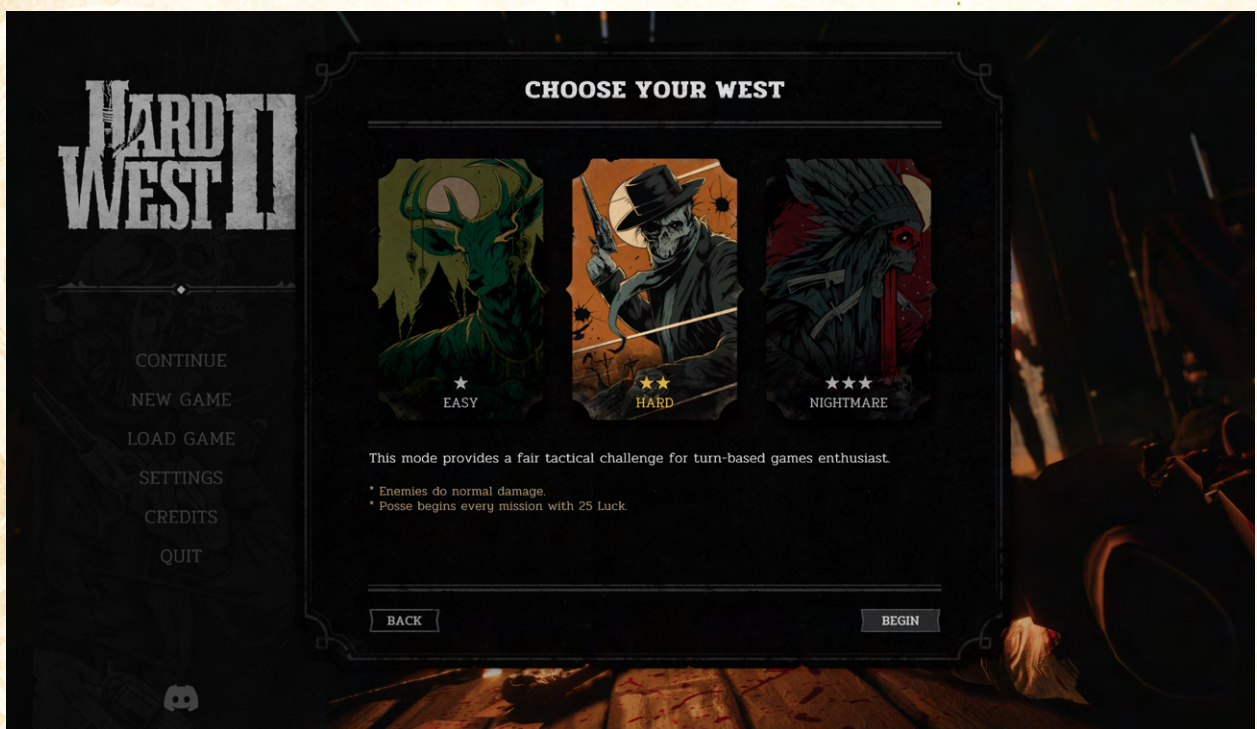 HARD
WEST II
CONTINUE
NEW GAME
LOAD GAME
SETTINGS
CREDITS
QUIT
CHOOSE YOUR WEST
EASY
HARD
NIGHTMARE
This mode provides a fair tactical challenge for turn-based games enthusiast.
* Enemies do normal damage.
* Posse begins every mission with 25 Luck.
BACK
BEGIN